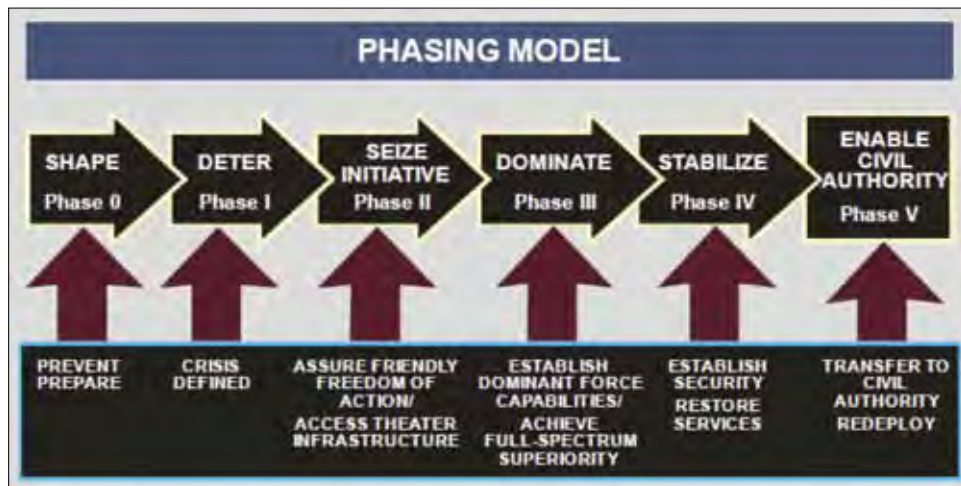 PHASING MODEL
SHAPE
Phase 0
DETER
Phase I
SEIZE
INITIATIVE
Phase II
DOMINATE
Phase III
STABILIZE
Phase IV
ENABLE
CIVIL
AUTHORITY
Phase V
PREVENT
PREPARE
CRISIS
DEFINED
ASSURE FRIENDLY
FREEDOM OF
ACTION/
ACCESS THEATER
INFRASTRUCTURE
ESTABLISH
DOMINANT FORCE
CAPABILITIES/
ACHIEVE
FULL-SPECTRUM
SUPERIORITY
ESTABLISH
SECURITY
RESTORE
SERVICES
TRANSFER TO
CIVIL
AUTHORITY
REDEPLOY